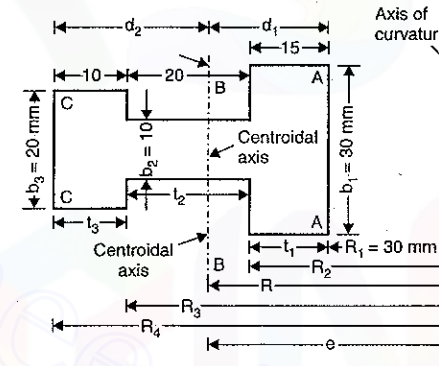 d₂
d₁
Axis of
curvatur
15
10
20
A
B
C
b₃ = 20 mm
b₂ = 10
Centroidal
axis
b₁ = 30 mm
t₂
C
A
t₃
Centroidal
axis
t₁
R₁ = 30 mm
B
R₂
R
R₃
R₄
e